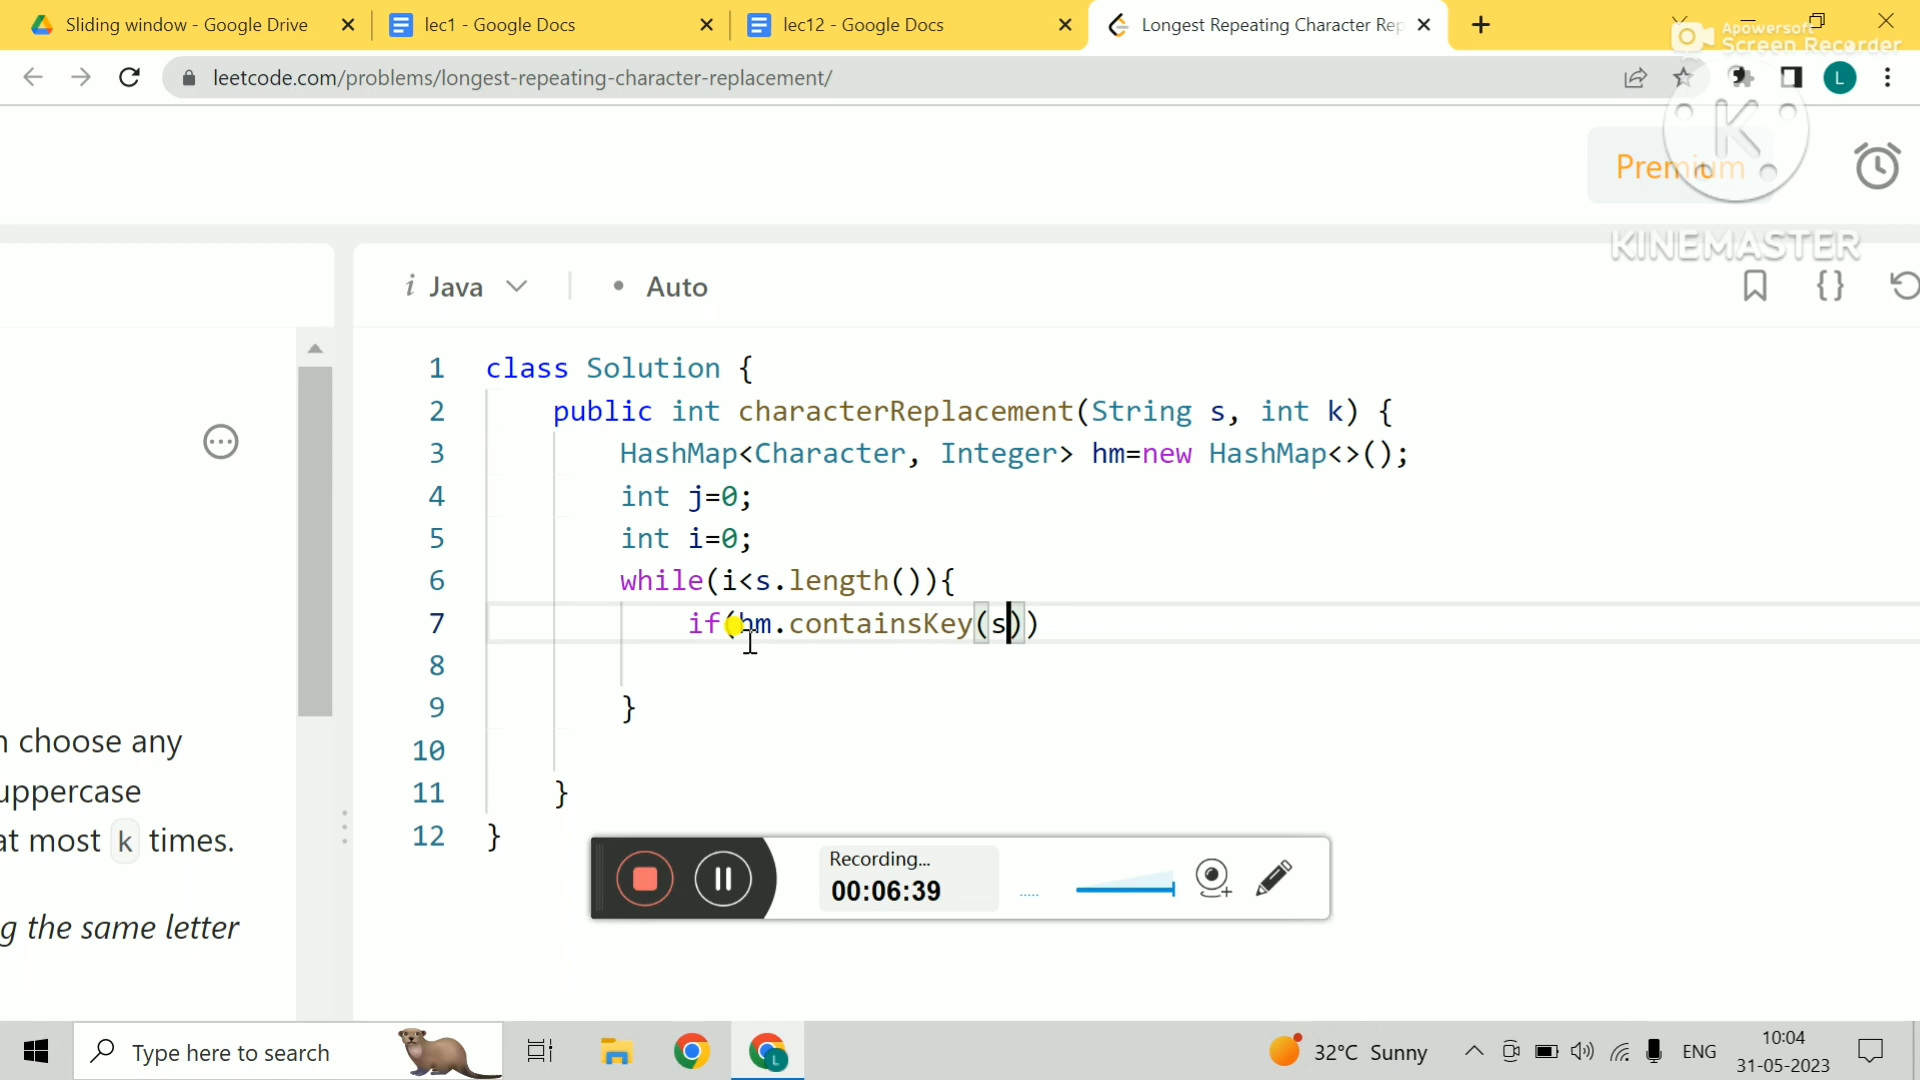 Sliding window - Google Drive
lec1 - Google Docs
lec12 - Google Docs
Longest Repeating Character Rep
Apowersoft
Screen Recorder
leetcode.com/problems/longest-repeating-character-replacement/
L
K
Premium
KINEMASTER
i Java
Auto
{}
1 class Solution {
2 public int characterReplacement(String s, int k) {
3 HashMap<Character, Integer> hm=new HashMap<>();
4 int j=0;
5 int i=0;
6 while(i<s.length()){
7 if(hm.containsKey(s))
8
9 }
10
11 }
12 }
choose any
uppercase
at most k times.
g the same letter
Recording...
00:06:39
Type here to search
L
32°C Sunny
ENG
10:04
31-05-2023